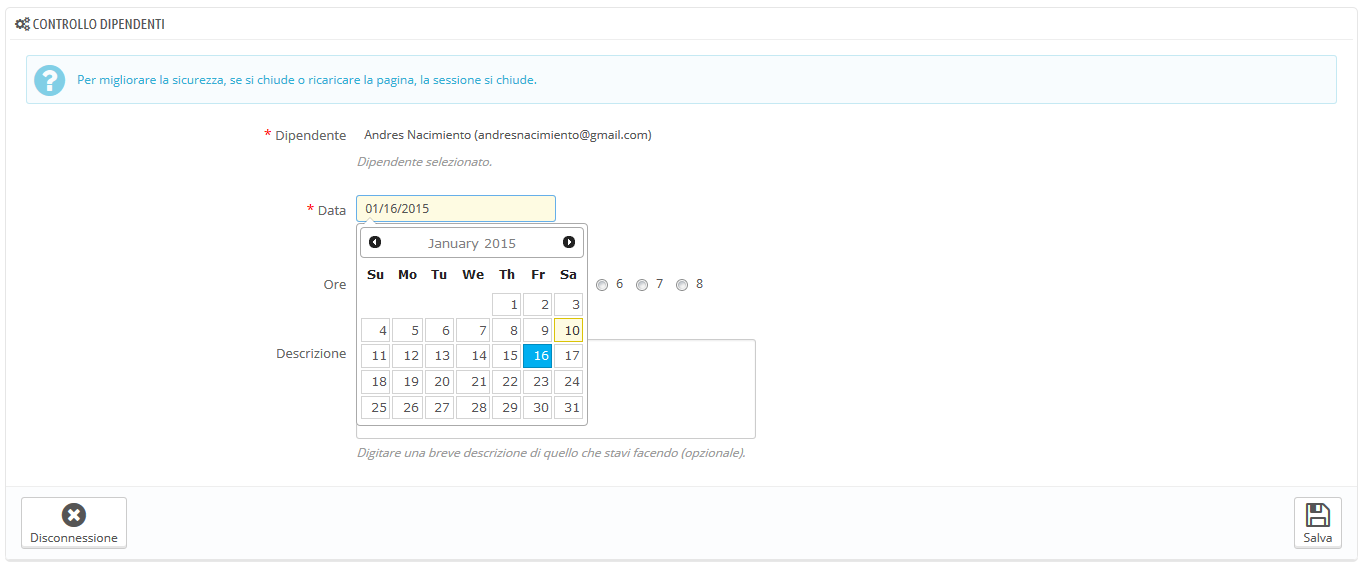 CONTROLLO DIPENDENTI
Per migliorare la sicurezza, se si chiude o ricaricare la pagina, la sessione si chiude.
* Dipendente Andres Nacimiento (andresnacimiento@gmail.com)
Dipendente selezionato.
* Data 01/16/2015
January 2015
Su Mo Tu We Th Fr Sa
Ore 6 7 8
1 2 3
4 5 6 7 8 9 10
Descrizione
11 12 13 14 15 16 17
18 19 20 21 22 23 24
25 26 27 28 29 30 31
Digitare una breve descrizione di quello che stavi facendo (opzionale).
Disconnessione
Salva